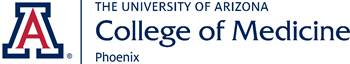 A
®
THE UNIVERSITY OF ARIZONA
College of Medicine
Phoenix